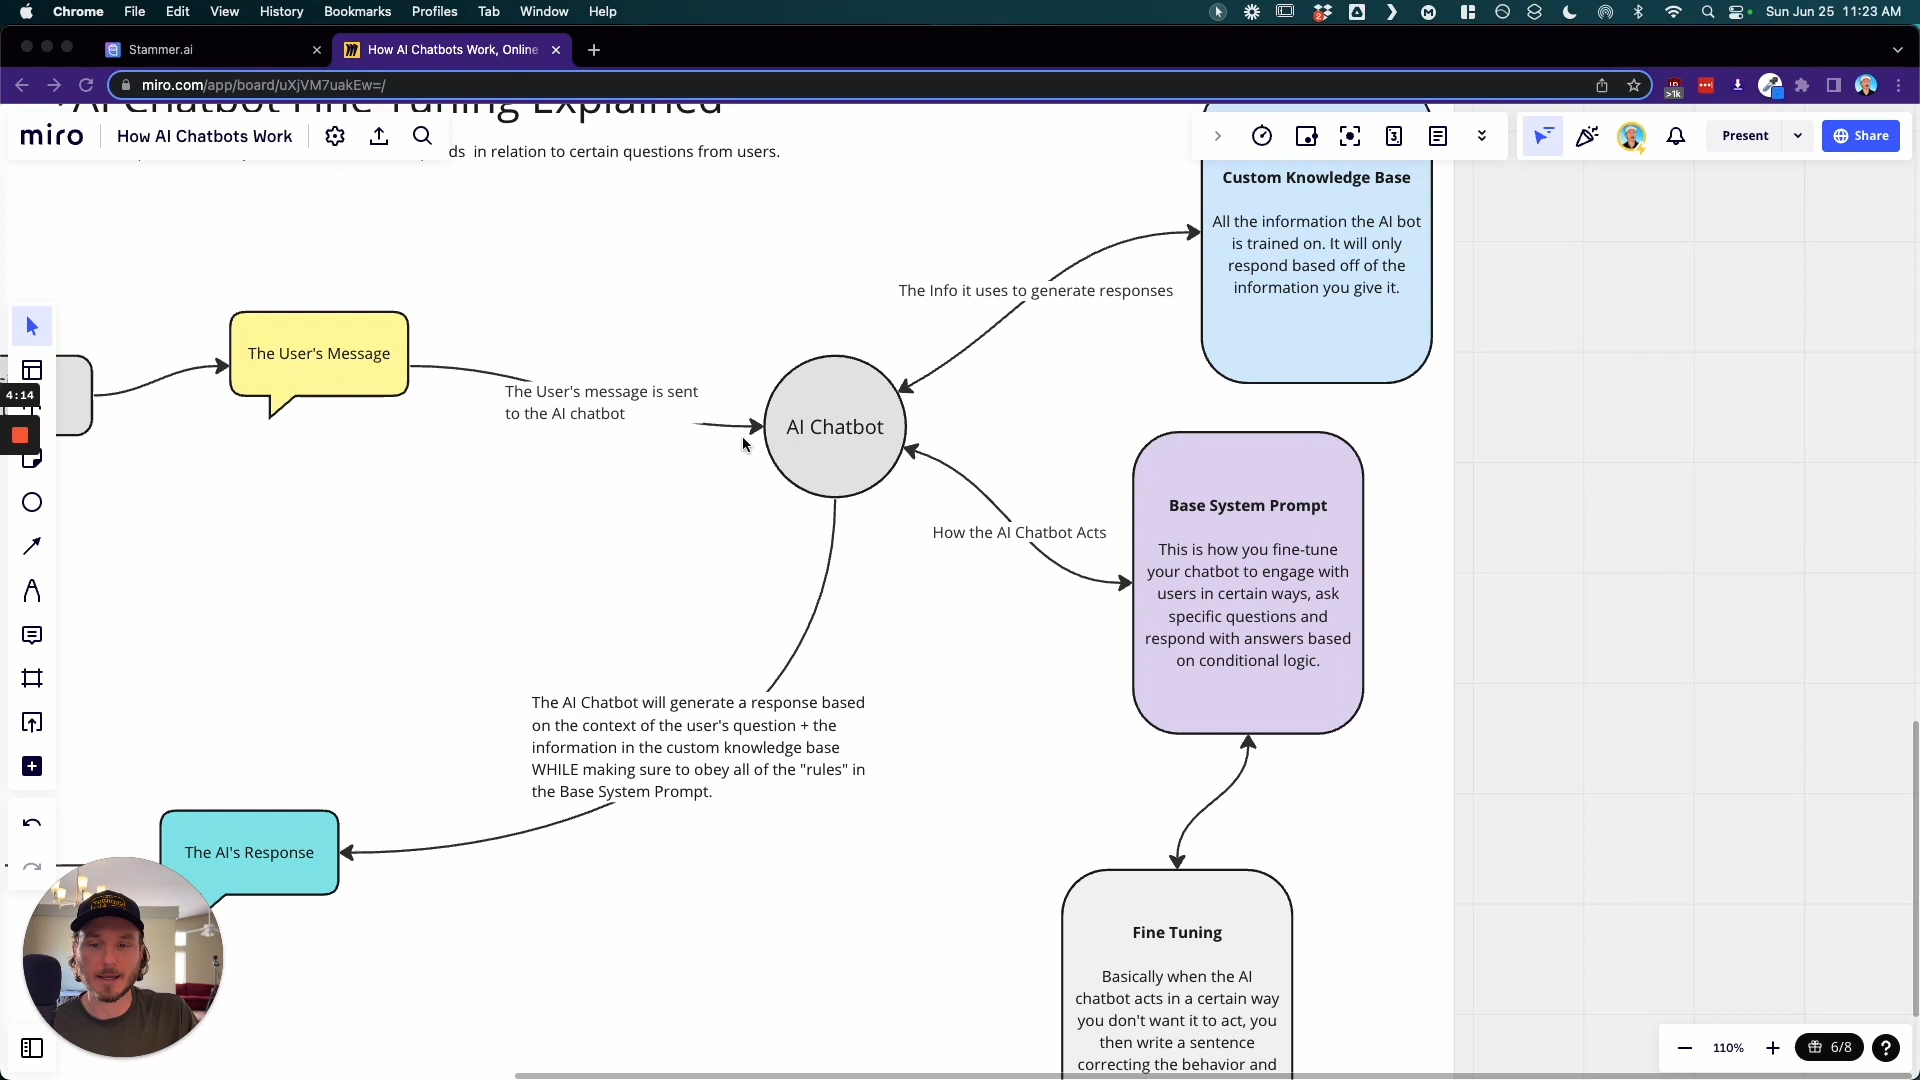 Chrome File Edit View History Bookmarks Profiles Tab Window Help
Sun Jun 25 11:23 AM
Stammer.ai
How AI Chatbots Work, Online
miro.com/app/board/uXjVM7uakEw=/
>1k
AI Chatbot Fine Tuning Explained
miro
How AI Chatbots Work
Present
Share
ds in relation to certain questions from users.
Custom Knowledge Base
All the information the AI bot
is trained on. It will only
respond based off of the
information you give it.
The Info it uses to generate responses
The User's Message
The User's message is sent
to the AI chatbot
4:14
AI Chatbot
Base System Prompt
This is how you fine-tune
your chatbot to engage with
users in certain ways, ask
specific questions and
respond with answers based
on conditional logic.
How the AI Chatbot Acts
The AI Chatbot will generate a response based
on the context of the user's question + the
information in the custom knowledge base
WHILE making sure to obey all of the "rules" in
the Base System Prompt.
The AI's Response
Fine Tuning
Basically when the AI
chatbot acts in a certain way
you don't want it to act, you
then write a sentence
correcting the behavior and
110%
6/8